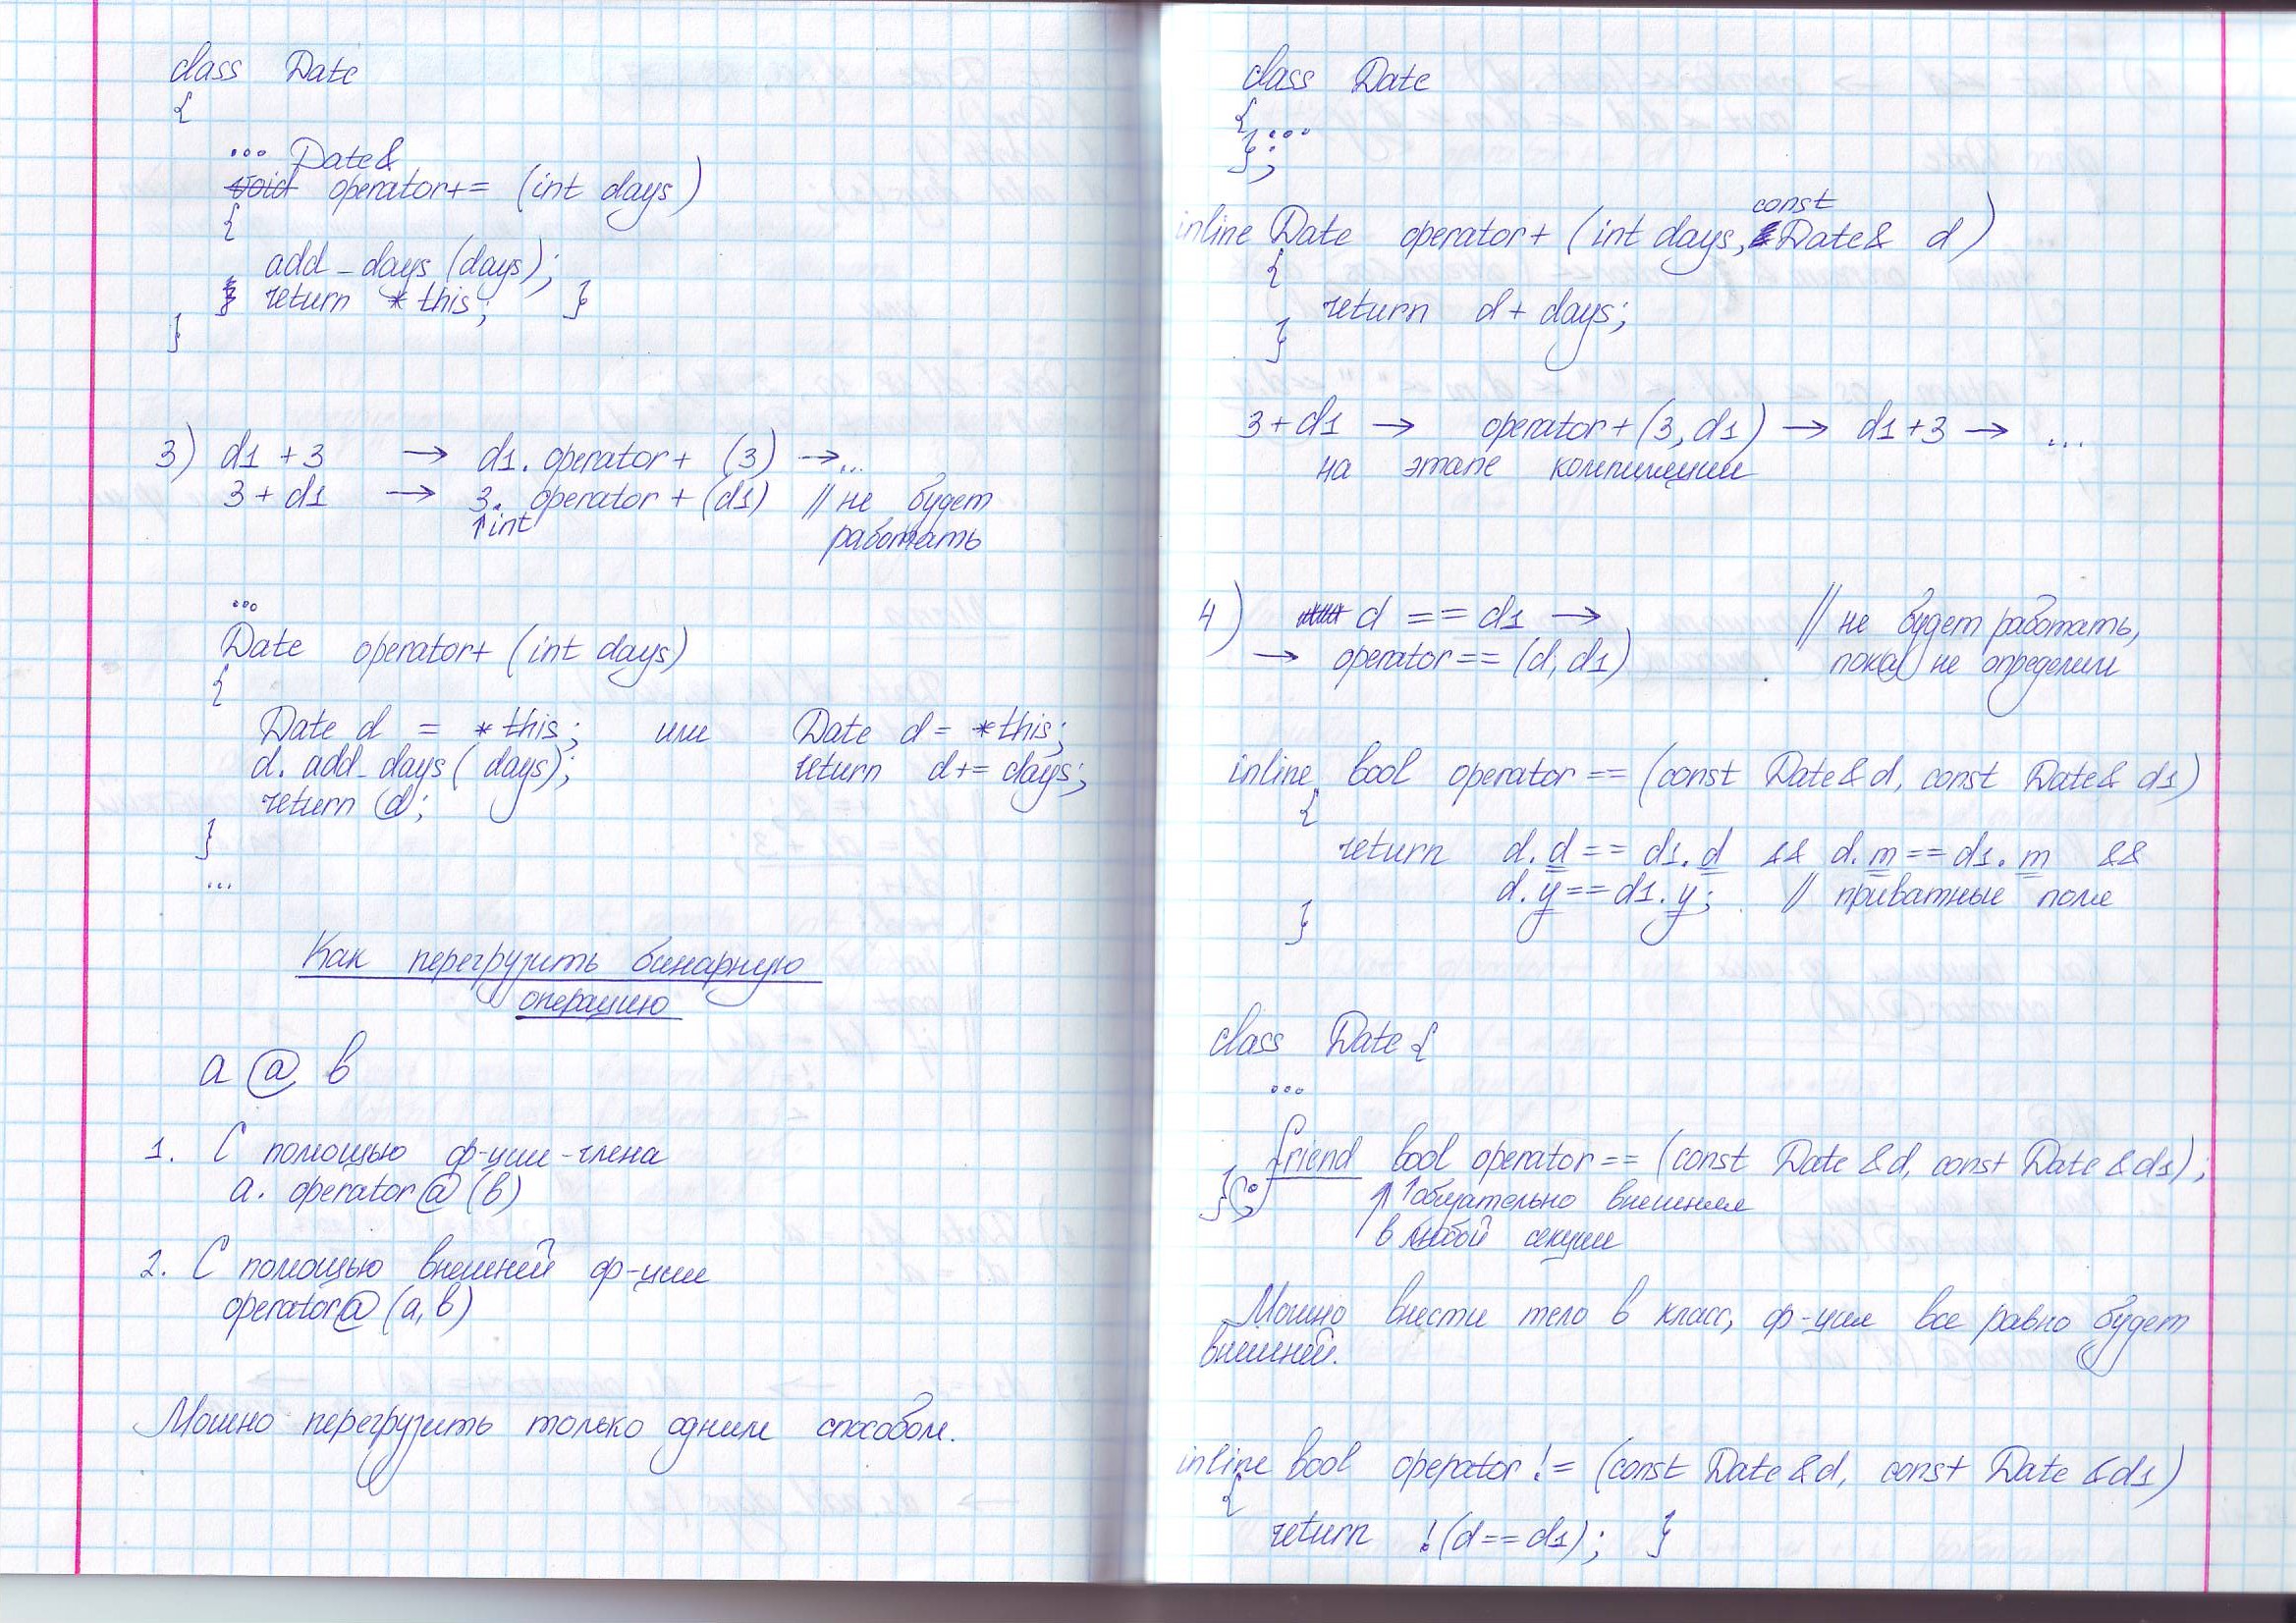 class Date
{
... Date&
void operator+= (int days)
{
add_days (days);
return *this; }
}
3) d1 + 3 → d1. operator+ (3) → ...
3 + d1 → 3. operator+ (d1) // не будет
↑int работать
...
Date operator+ (int days)
{
Date d = *this; или Date d = *this;
d. add_days (days); return d+= days;
return d;
}
...
Как перегрузить бинарную
операцию
a @ b
1. С помощью ф-ции-члена
a. operator@ (b)
2. С помощью внешней ф-ции
operator@ (a, b)
Можно перегрузить только одним способом.
class Date
{ ...
};
const
inline Date operator+ (int days, Date& d)
{
return d + days;
}
3 + d1 → operator+ (3, d1) → d1 + 3 → ...
на этапе компиляции
4) d == d1 → // не будет работать,
→ operator== (d, d1) пока не определим
inline bool operator == (const Date& d, const Date& d1)
{
return d.d == d1.d && d.m == d1.m &&
d.y == d1.y; // приватные поля
}
class Date {
...
friend bool operator== (const Date &d, const Date &d1);
}; ↑ ↑ обязательно внешняя
в любой секции
Можно внести тело в класс, ф-ция все равно будет
внешней.
inline bool operator != (const Date &d, const Date &d1)
{
return !(d == d1); }